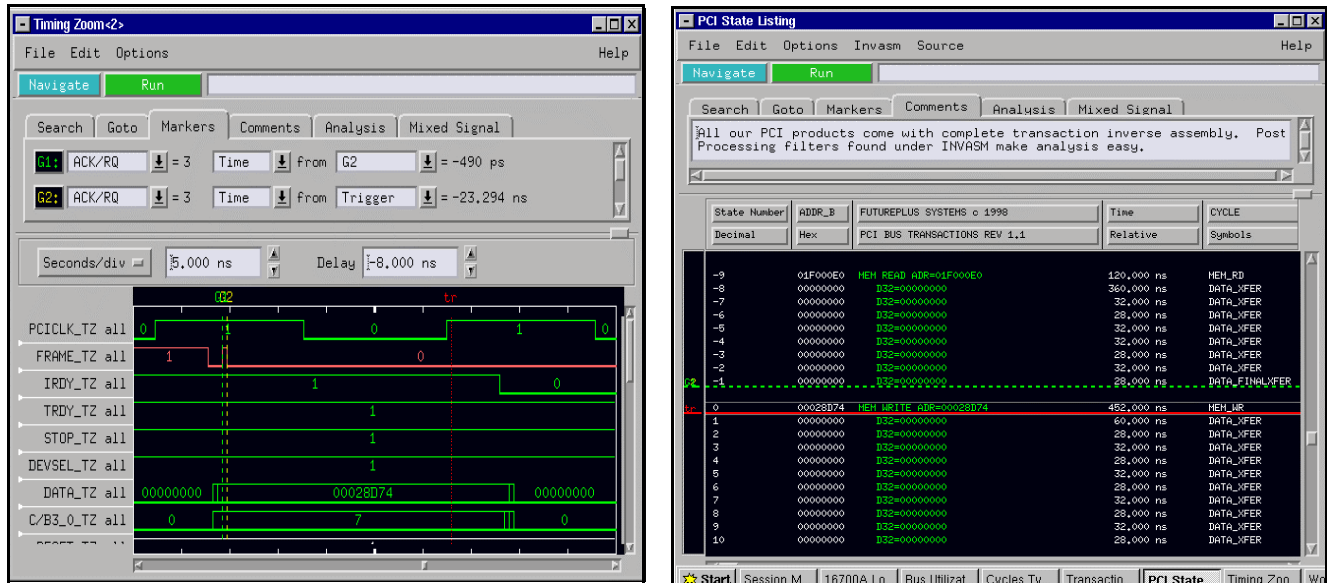 Timing Zoom<2>
File Edit Options Help
Navigate Run
Search Goto Markers Comments Analysis Mixed Signal
G1: ACK/RQ = 3 Time from G2 = -490 ps
G2: ACK/RQ = 3 Time from Trigger = -23.294 ns
Seconds/div 5.000 ns Delay -8.000 ns
G2 tr
PCICLK_TZ all 0 1 0 1 0
FRAME_TZ all 1 0
IRDY_TZ all 1 0
TRDY_TZ all 1
STOP_TZ all 1
DEVSEL_TZ all 1
DATA_TZ all 00000000 00028D74 00000000
C/B3_0_TZ all 0 7 0
PCI State Listing
File Edit Options Invasm Source Help
Navigate Run
Search Goto Markers Comments Analysis Mixed Signal
All our PCI products come with complete transaction inverse assembly. Post
Processing filters found under INVASM make analysis easy.
State Number ADDR_B FUTUREPLUS SYSTEMS c 1998 Time CYCLE
Decimal Hex PCI BUS TRANSACTIONS REV 1.1 Relative Symbols
-9 01F000E0 MEM READ ADR=01F000E0 120.000 ns MEM_RD
-8 00000000 D32=00000000 360.000 ns DATA_XFER
-7 00000000 D32=00000000 32.000 ns DATA_XFER
-6 00000000 D32=00000000 28.000 ns DATA_XFER
-5 00000000 D32=00000000 32.000 ns DATA_XFER
-4 00000000 D32=00000000 32.000 ns DATA_XFER
-3 00000000 D32=00000000 28.000 ns DATA_XFER
-2 00000000 D32=00000000 32.000 ns DATA_XFER
G2 -1 00000000 D32=00000000 28.000 ns DATA_FINALXFER
tr 0 00028D74 MEM WRITE ADR=00028D74 452.000 ns MEM_WR
1 00000000 D32=00000000 60.000 ns DATA_XFER
2 00000000 D32=00000000 28.000 ns DATA_XFER
3 00000000 D32=00000000 32.000 ns DATA_XFER
4 00000000 D32=00000000 28.000 ns DATA_XFER
5 00000000 D32=00000000 32.000 ns DATA_XFER
6 00000000 D32=00000000 28.000 ns DATA_XFER
7 00000000 D32=00000000 32.000 ns DATA_XFER
8 00000000 D32=00000000 28.000 ns DATA_XFER
9 00000000 D32=00000000 32.000 ns DATA_XFER
10 00000000 D32=00000000 28.000 ns DATA_XFER
Start Session M 16700A Lo Bus Utilizat Cycles Ty Transactio PCI State Timing Zoo